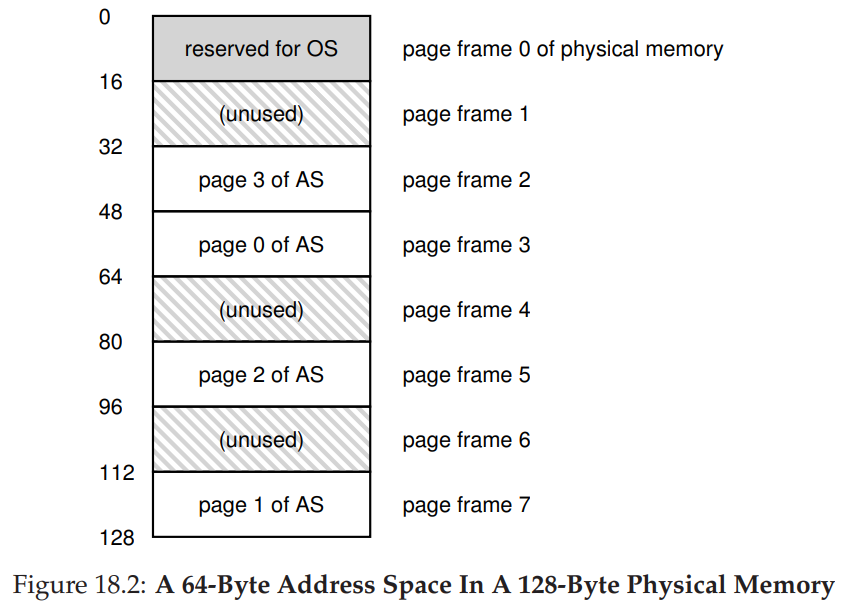 0
reserved for OS page frame 0 of physical memory
16
(unused) page frame 1
32
page 3 of AS page frame 2
48
page 0 of AS page frame 3
64
(unused) page frame 4
80
page 2 of AS page frame 5
96
(unused) page frame 6
112
page 1 of AS page frame 7
128
Figure 18.2: A 64-Byte Address Space In A 128-Byte Physical Memory